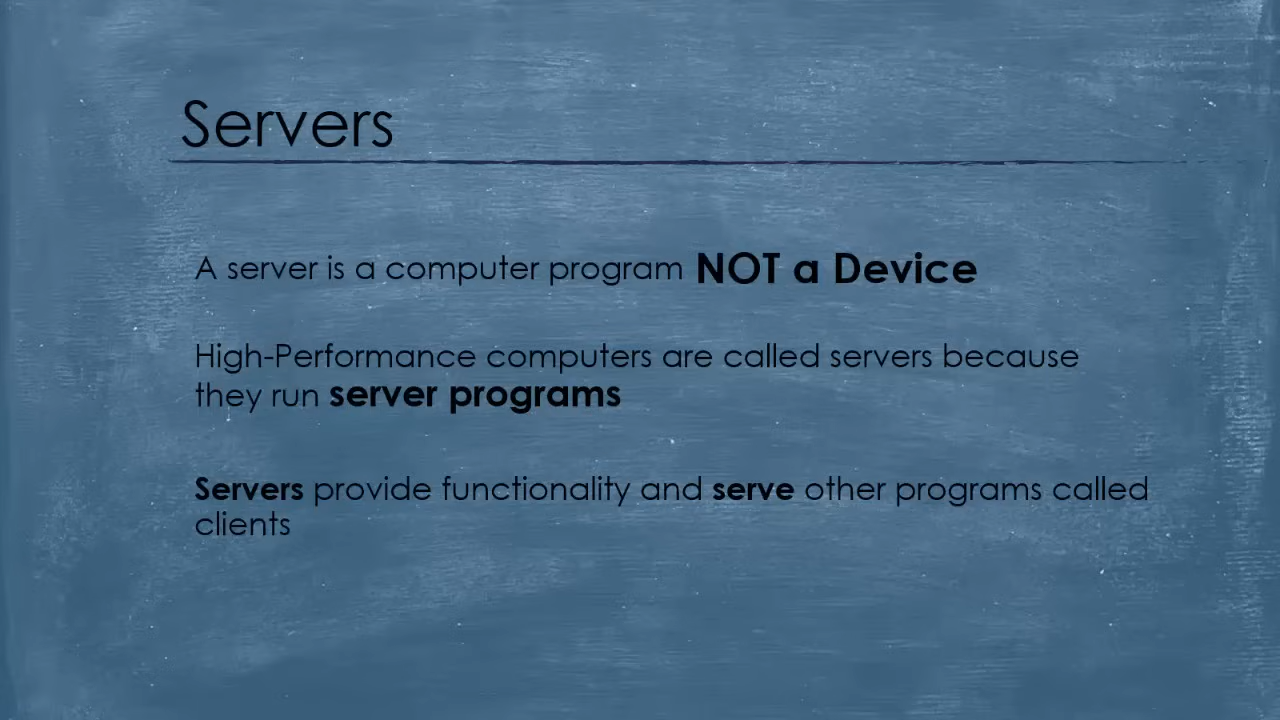 Servers
A server is a computer program NOT a Device
High-Performance computers are called servers because
they run server programs
Servers provide functionality and serve other programs called
clients